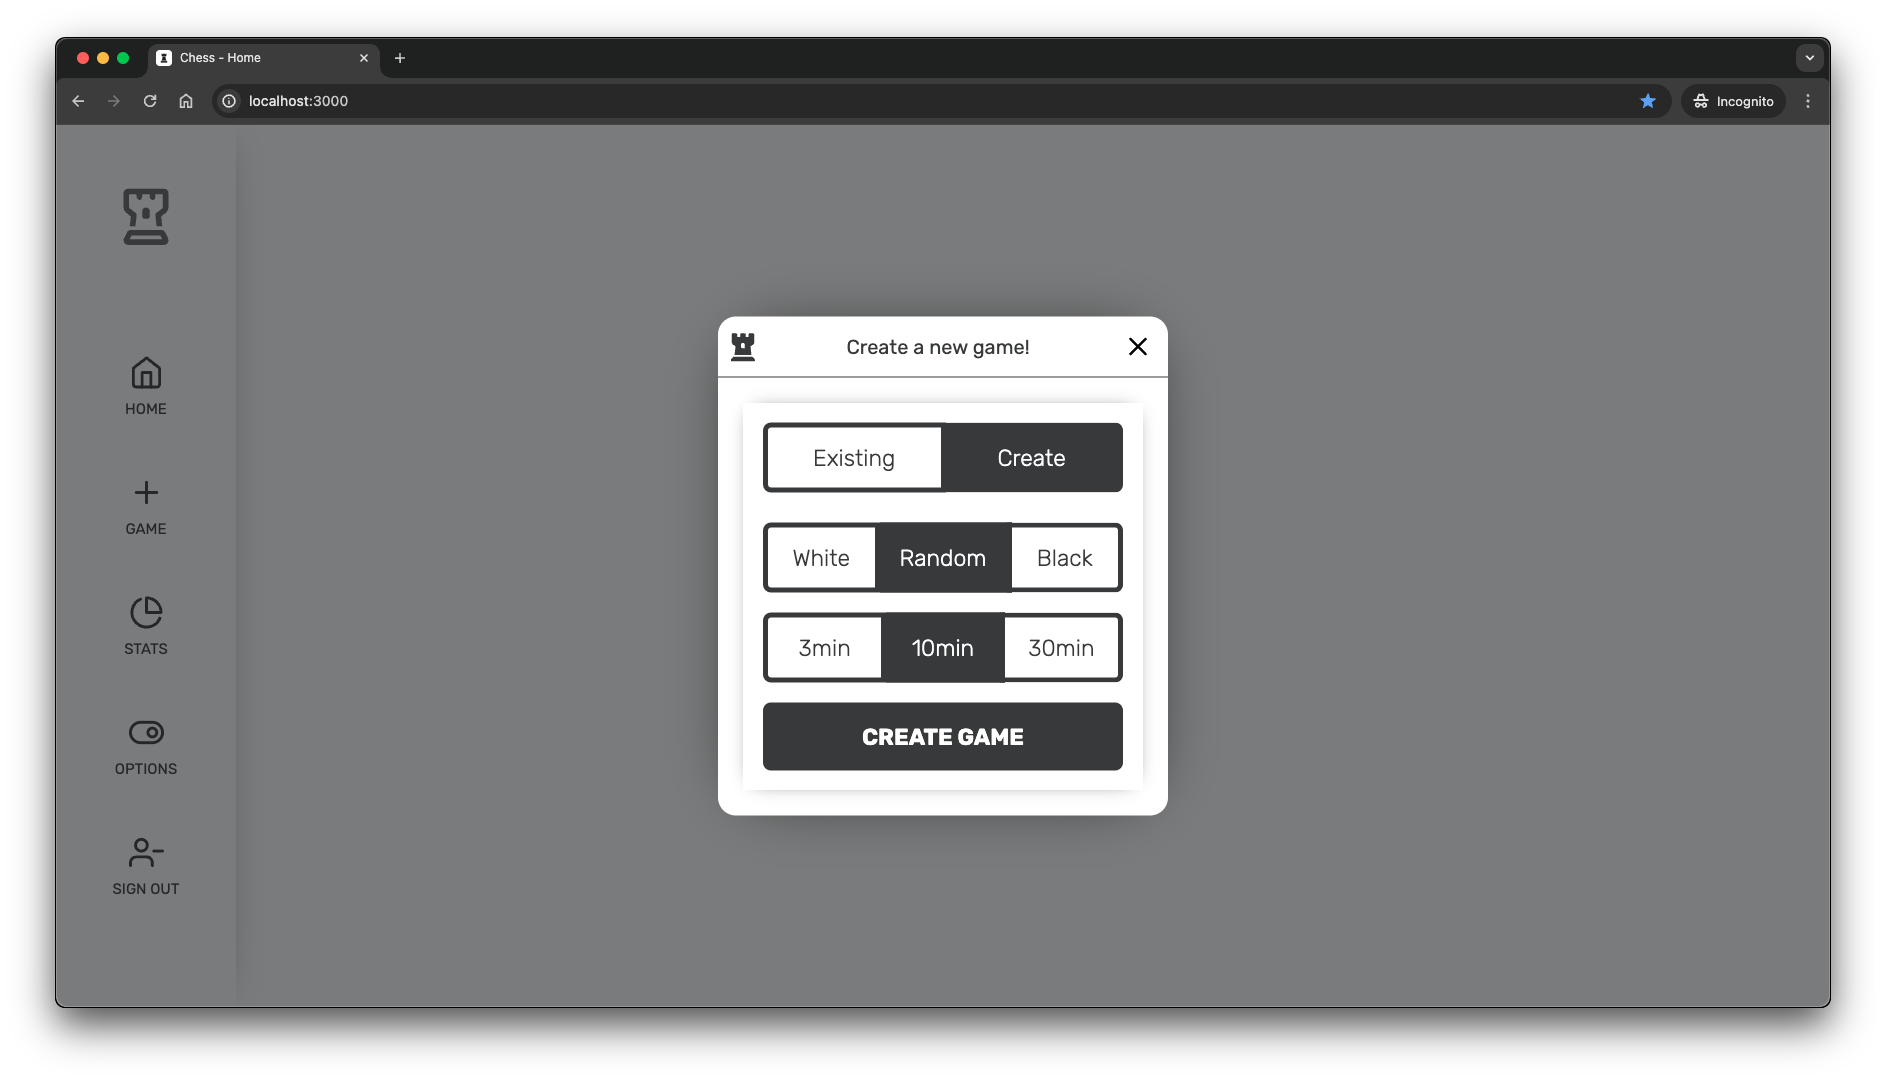 Chess - Home
localhost:3000
Incognito
HOME
GAME
STATS
OPTIONS
SIGN OUT
Create a new game!
Existing Create
White Random Black
3min 10min 30min
CREATE GAME